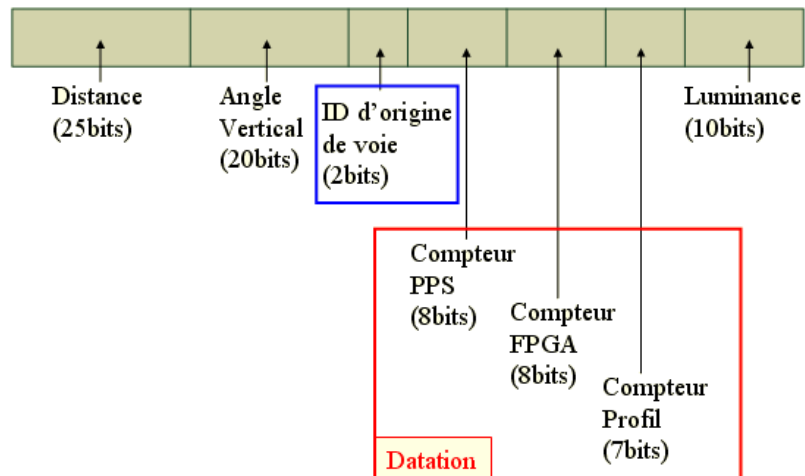 Distance
(25bits)
Angle
Vertical
(20bits)
ID d'origine
de voie
(2bits)
Luminance
(10bits)
Compteur
PPS
(8bits)
Compteur
FPGA
(8bits)
Compteur
Profil
(7bits)
Datation